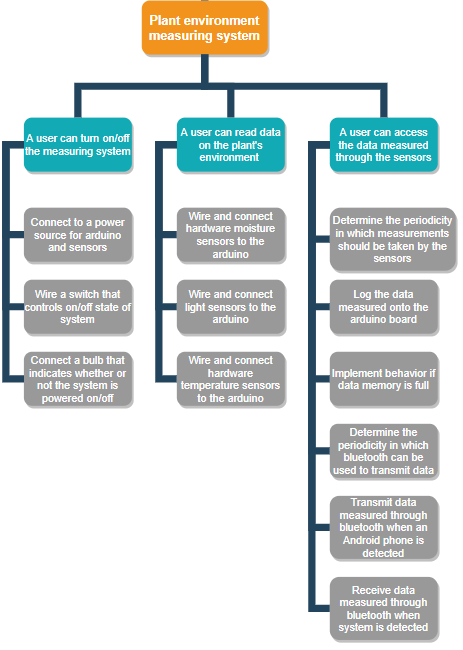 Plant environment
measuring system
A user can turn on/off
the measuring system
Connect to a power
source for arduino
and sensors
Wire a switch that
controls on/off state of
system
Connect a bulb that
indicates whether or
not the system is
powered on/off
A user can read data
on the plant's
environment
Wire and connect
hardware moisture
sensors to the
arduino
Wire and connect
light sensors to the
arduino
Wire and connect
hardware
temperature sensors
to the arduino
A user can access
the data measured
through the sensors
Determine the periodicity
in which measurements
should be taken by the
sensors
Log the data
measured onto the
arduino board
Implement behavior if
data memory is full
Determine the
periodicity in which
bluetooth can be
used to transmit data
Transmit data
measured through
bluetooth when an
Android phone is
detected
Receive data
measured through
bluetooth when
system is detected